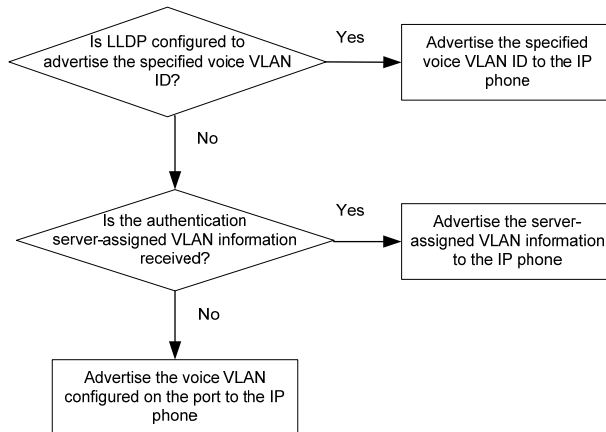 Is LLDP configured to
advertise the specified voice VLAN
ID?
Yes
Advertise the specified
voice VLAN ID to the IP
phone
No
Is the authentication
server-assigned VLAN information
received?
Yes
Advertise the server-
assigned VLAN information
to the IP phone
No
Advertise the voice VLAN
configured on the port to the IP
phone